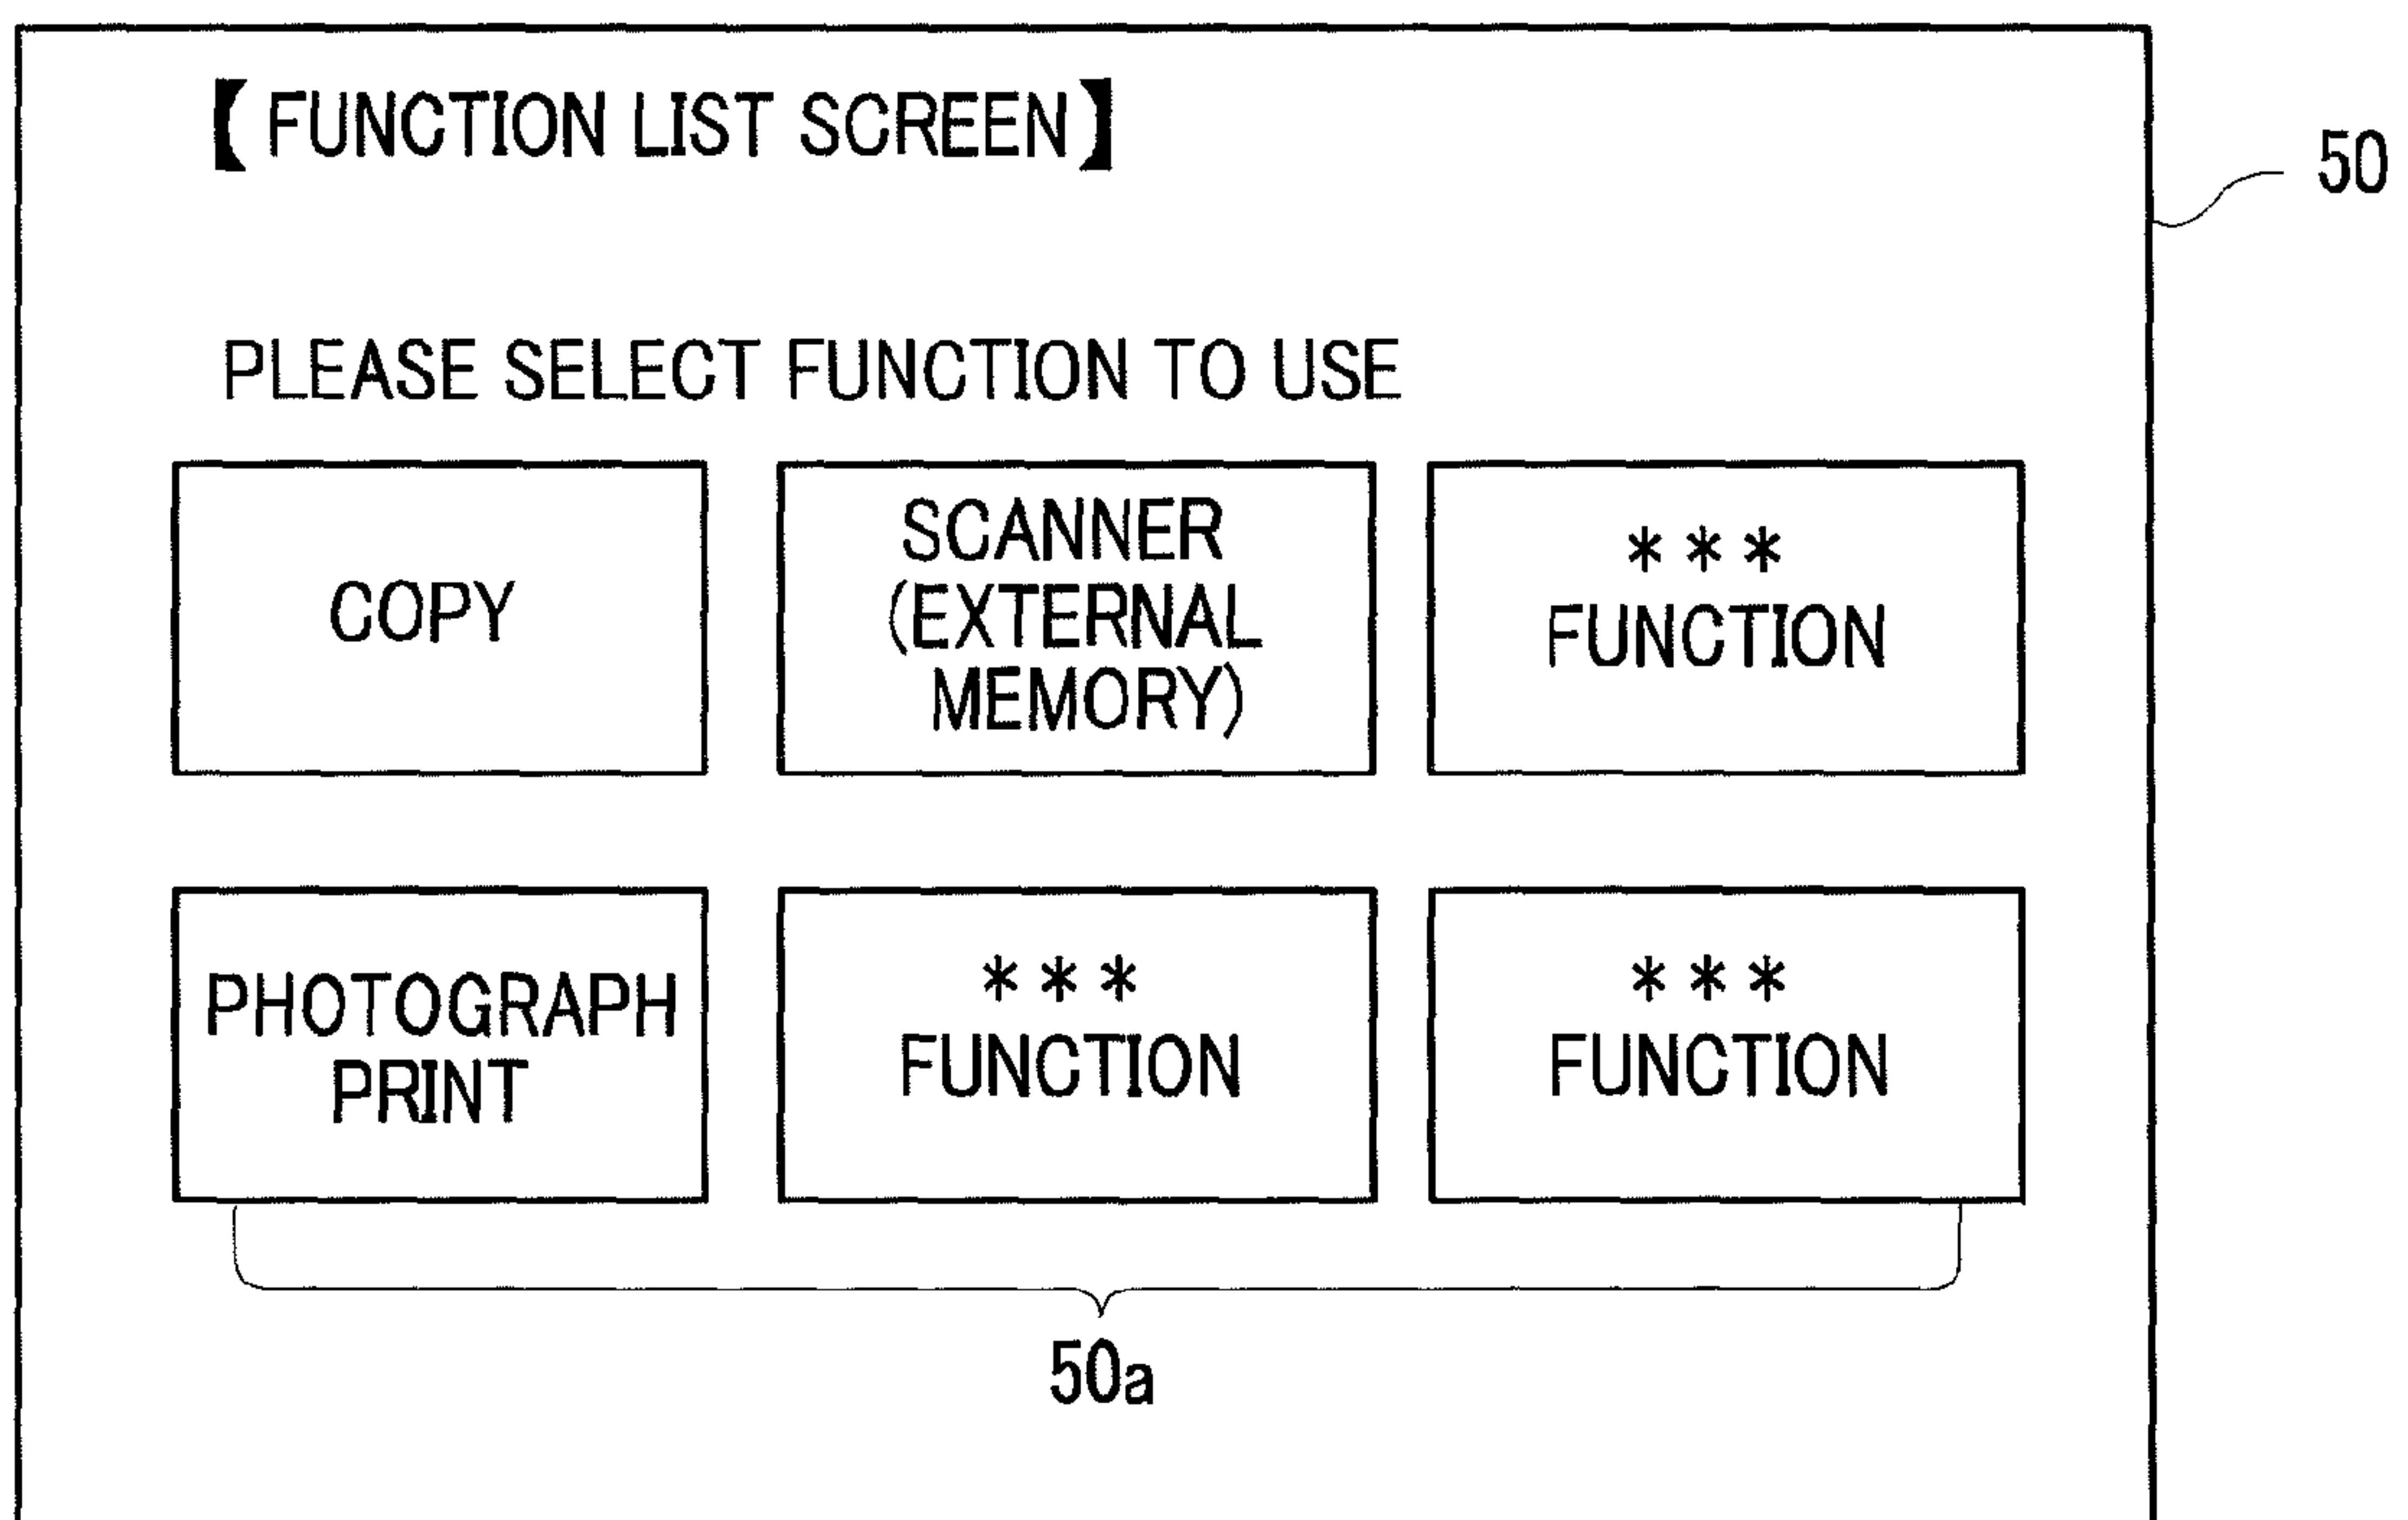 【FUNCTION LIST SCREEN】
50
PLEASE SELECT FUNCTION TO USE
COPY
SCANNER
(EXTERNAL
MEMORY)
***
FUNCTION
PHOTOGRAPH
PRINT
***
FUNCTION
***
FUNCTION
50a